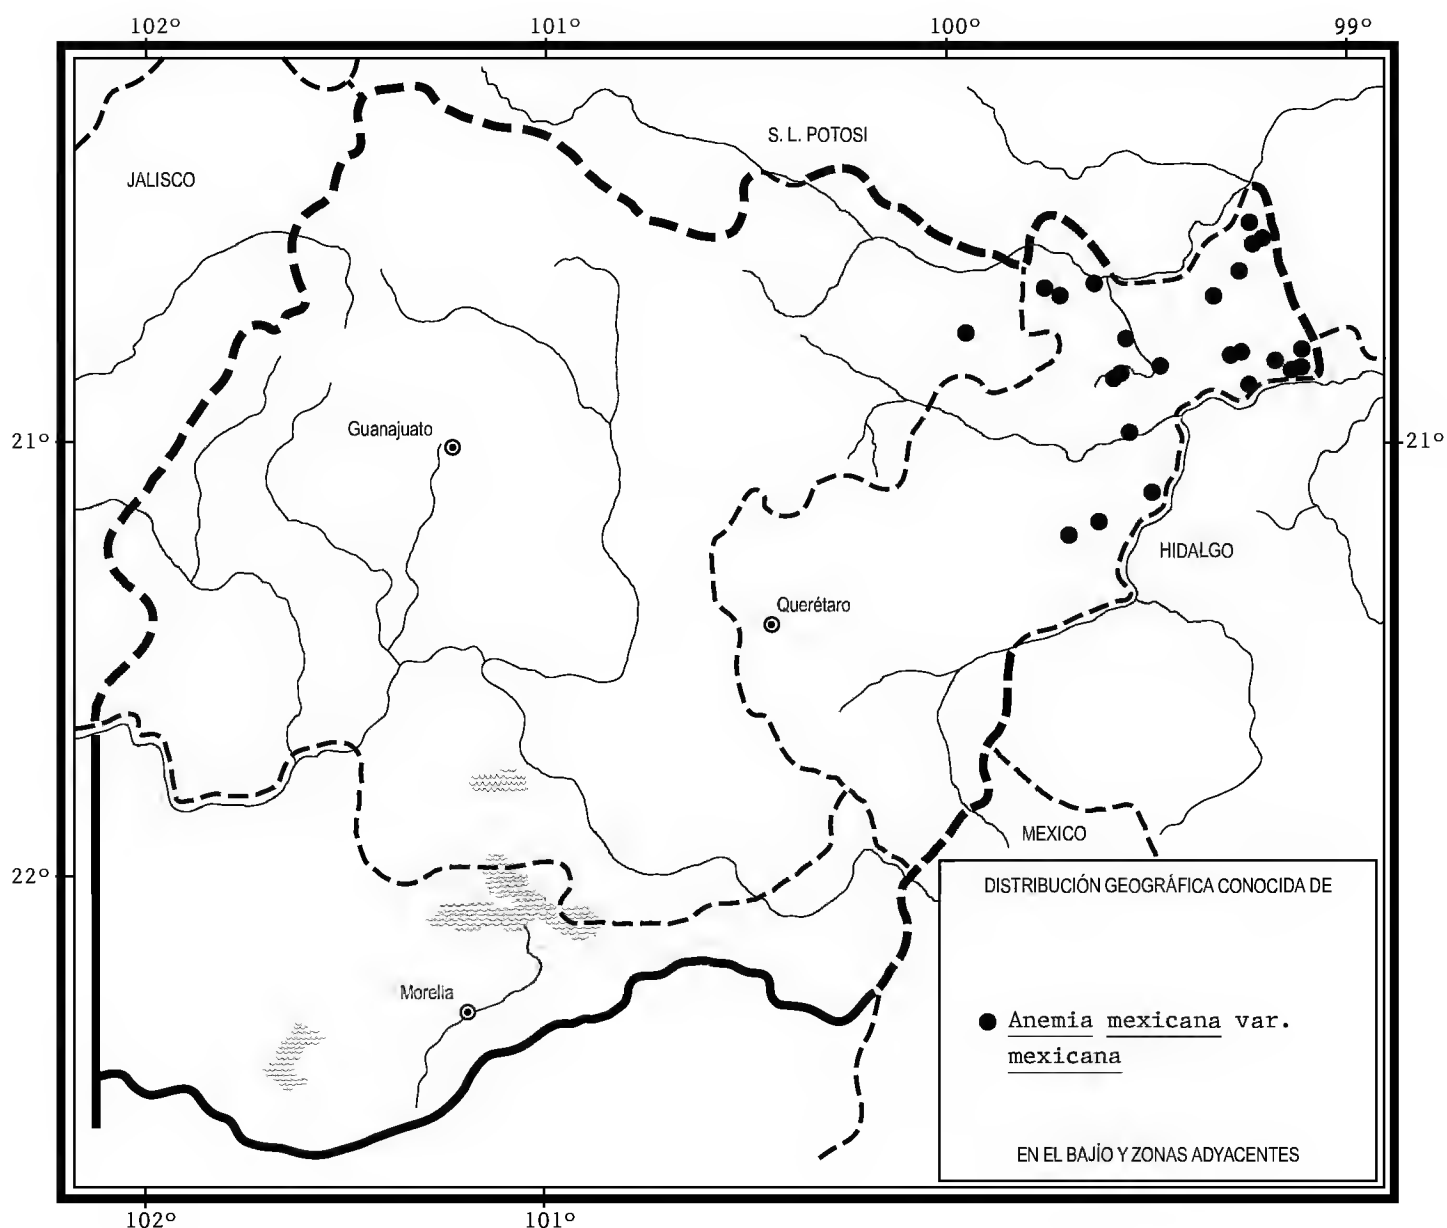 102° 101° 100° 99°
S. L. POTOSI
JALISCO
Guanajuato
21° 21°
HIDALGO
Querétaro
MEXICO
22°
DISTRIBUCIÓN GEOGRÁFICA CONOCIDA DE
Morelia
Anemia mexicana var.
mexicana
EN EL BAJÍO Y ZONAS ADYACENTES
102° 101°